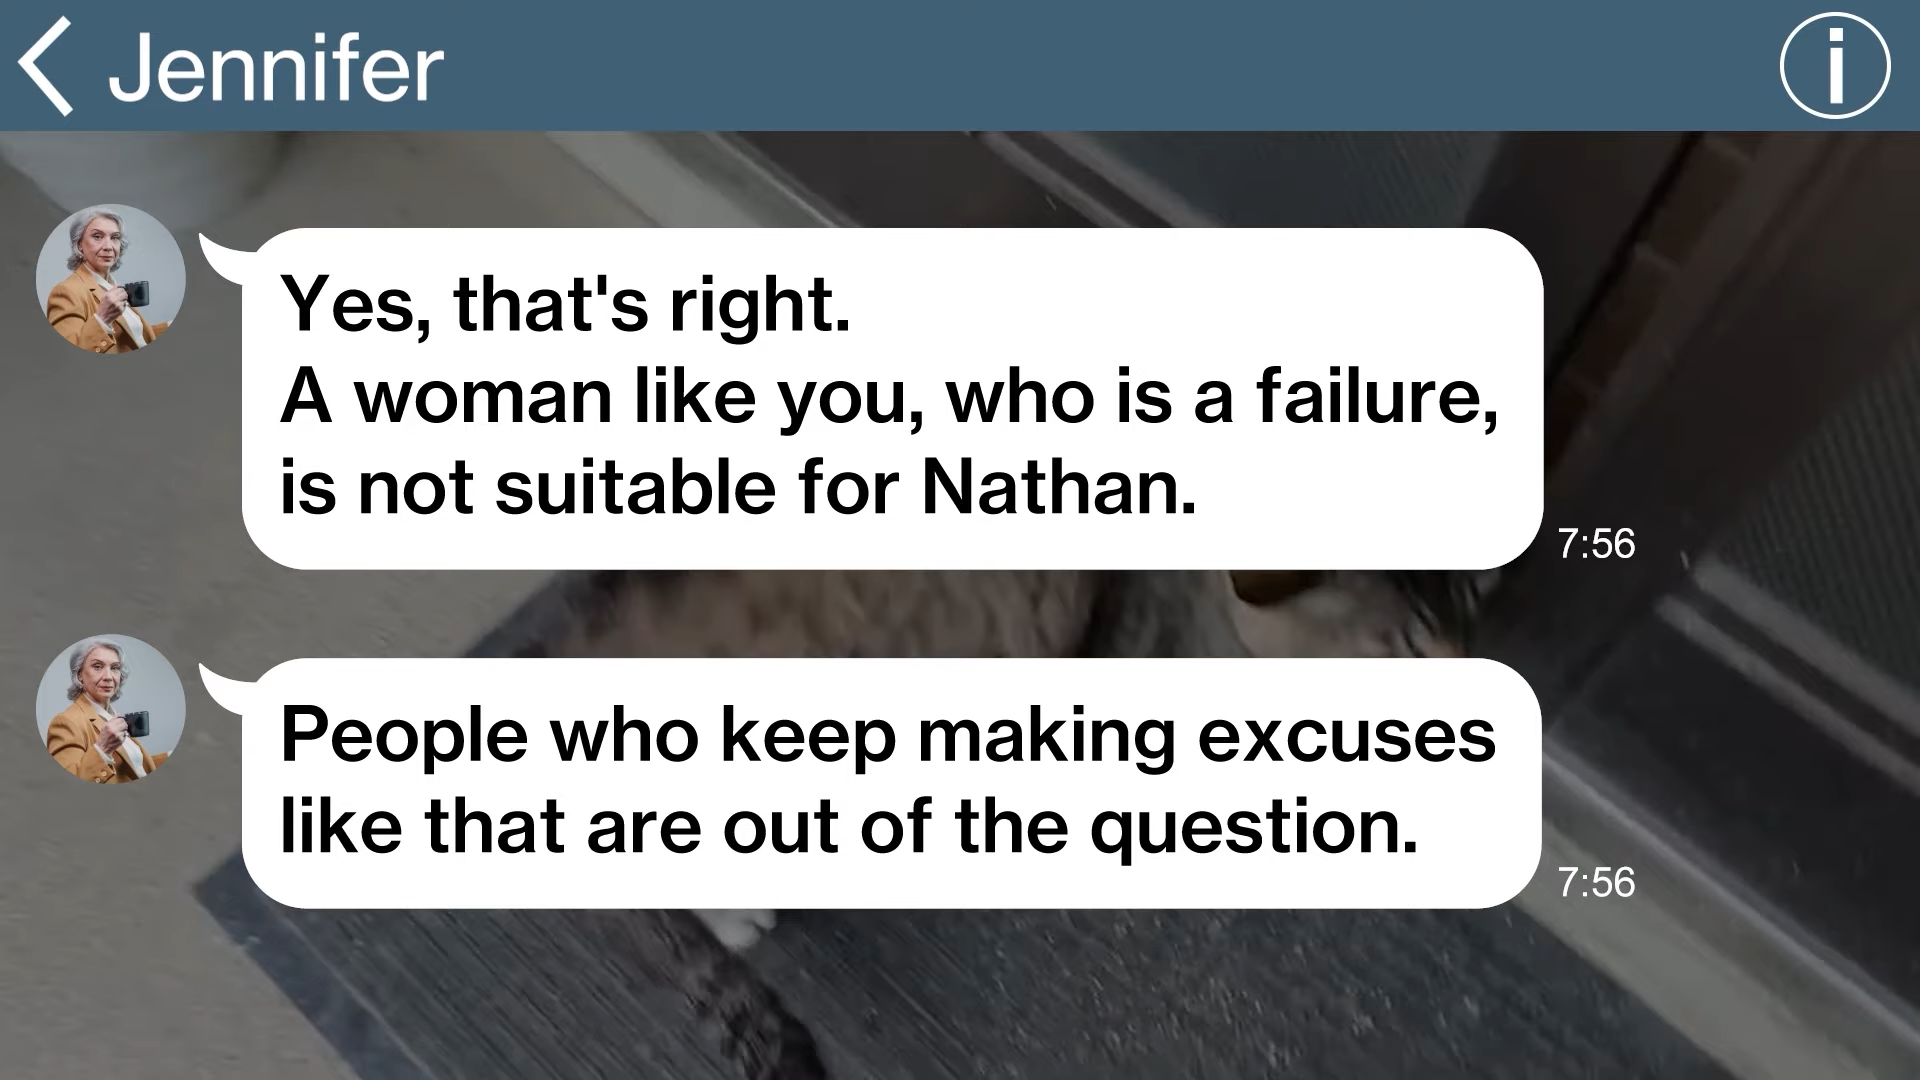 Jennifer
Yes, that's right.
A woman like you, who is a failure,
is not suitable for Nathan.
7:56
People who keep making excuses
like that are out of the question.
7:56